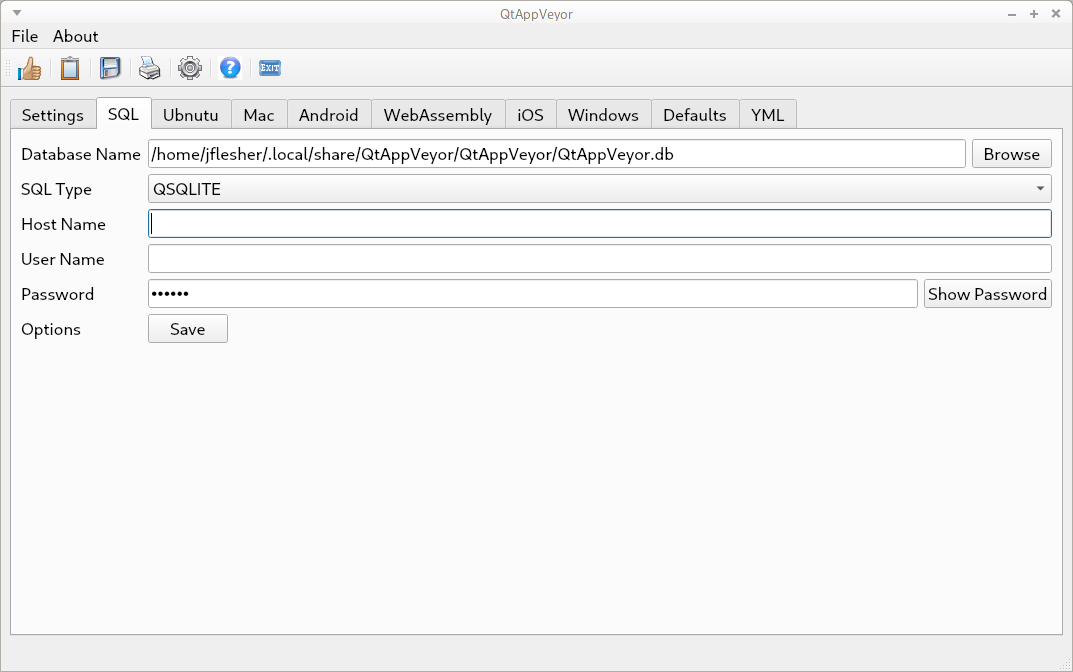 QtAppVeyor
File About
EXIT
Settings SQL Ubnutu Mac Android WebAssembly iOS Windows Defaults YML
Database Name /home/jflesher/.local/share/QtAppVeyor/QtAppVeyor/QtAppVeyor.db Browse
SQL Type QSQLITE
Host Name
User Name
Password •••••• Show Password
Options Save